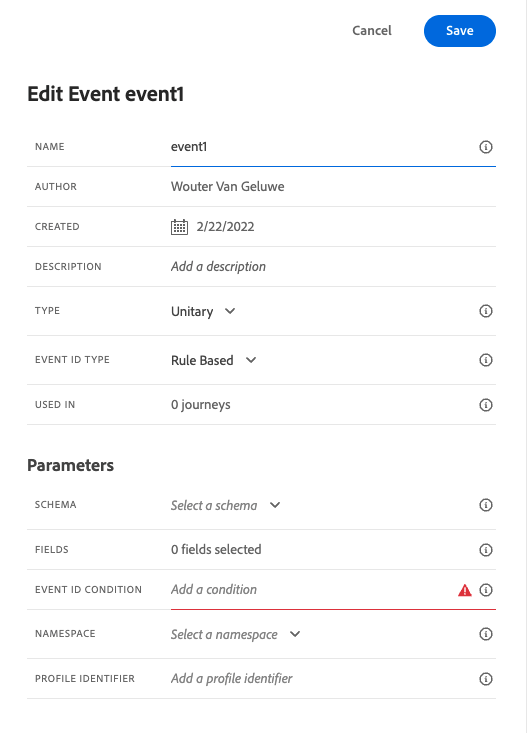 Cancel Save
Edit Event event1
NAME event1
AUTHOR Wouter Van Geluwe
CREATED 2/22/2022
DESCRIPTION Add a description
TYPE Unitary
EVENT ID TYPE Rule Based
USED IN 0 journeys
Parameters
SCHEMA Select a schema
FIELDS 0 fields selected
EVENT ID CONDITION Add a condition
NAMESPACE Select a namespace
PROFILE IDENTIFIER Add a profile identifier